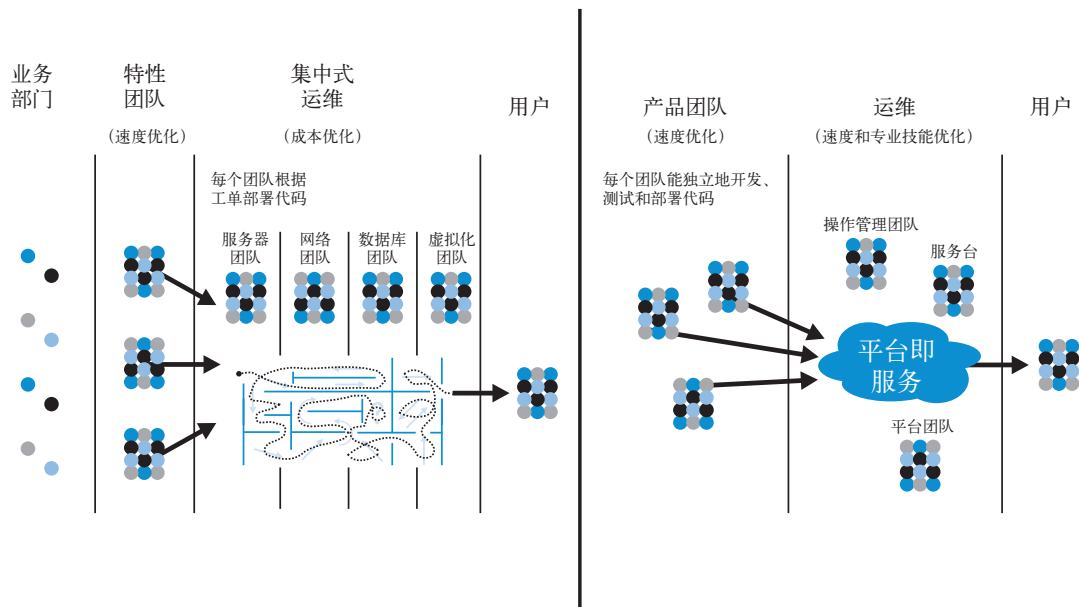 业务
部门
特性
团队
（速度优化）
集中式
运维
（成本优化）
用户
每个团队根据
工单部署代码
服务器
团队
网络
团队
数据库
团队
虚拟化
团队
产品团队
（速度优化）
运维
（速度和专业技能优化）
用户
每个团队能独立地开发、
测试和部署代码
操作管理团队
服务台
平台即
服务
平台团队